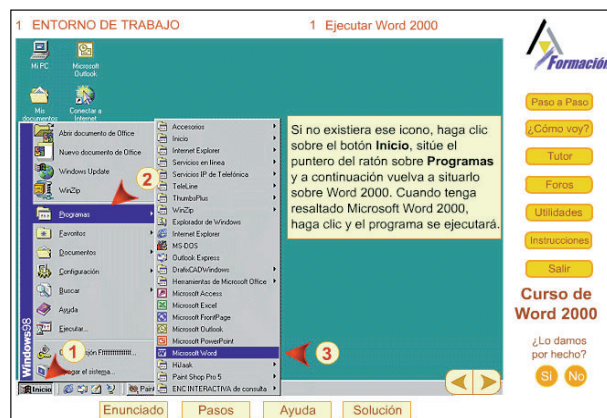 1 ENTORNO DE TRABAJO
1 Ejecutar Word 2000
Mi PC
Microsoft Outlook
Mis documentos
Conectar a Internet
Abrir documento de Office
Nuevo documento de Office
Windows Update
WinZip
Programas
Favoritos
Documentos
Configuración
Buscar
Ayuda
Ejecutar...
Windows98
Inicio
Accesorios
Inicio
Internet Explorer
Servicios en línea
Servicios IP de Telefónica
TeleLine
ThumbsPlus
WinZip
Explorador de Windows
Internet Explorer
MS-DOS
Outlook Express
DrafixCADWindows
Herramientas de Microsoft Office
Microsoft Access
Microsoft Excel
Microsoft FrontPage
Microsoft Outlook
Microsoft PowerPoint
Microsoft Word
HiJaak
Paint Shop Pro 5
ENC INTERACTIVA de consulta
1
2
3
Si no existiera ese icono, haga clic
sobre el botón Inicio, sitúe el
puntero del ratón sobre Programas
y a continuación vuelva a situarlo
sobre Word 2000. Cuando tenga
resaltado Microsoft Word 2000,
haga clic y el programa se ejecutará.
Formación
Paso a Paso
¿Cómo voy?
Tutor
Foros
Utilidades
Instrucciones
Salir
Curso de
Word 2000
¿Lo damos
por hecho?
Sí No
Enunciado Pasos Ayuda Solución